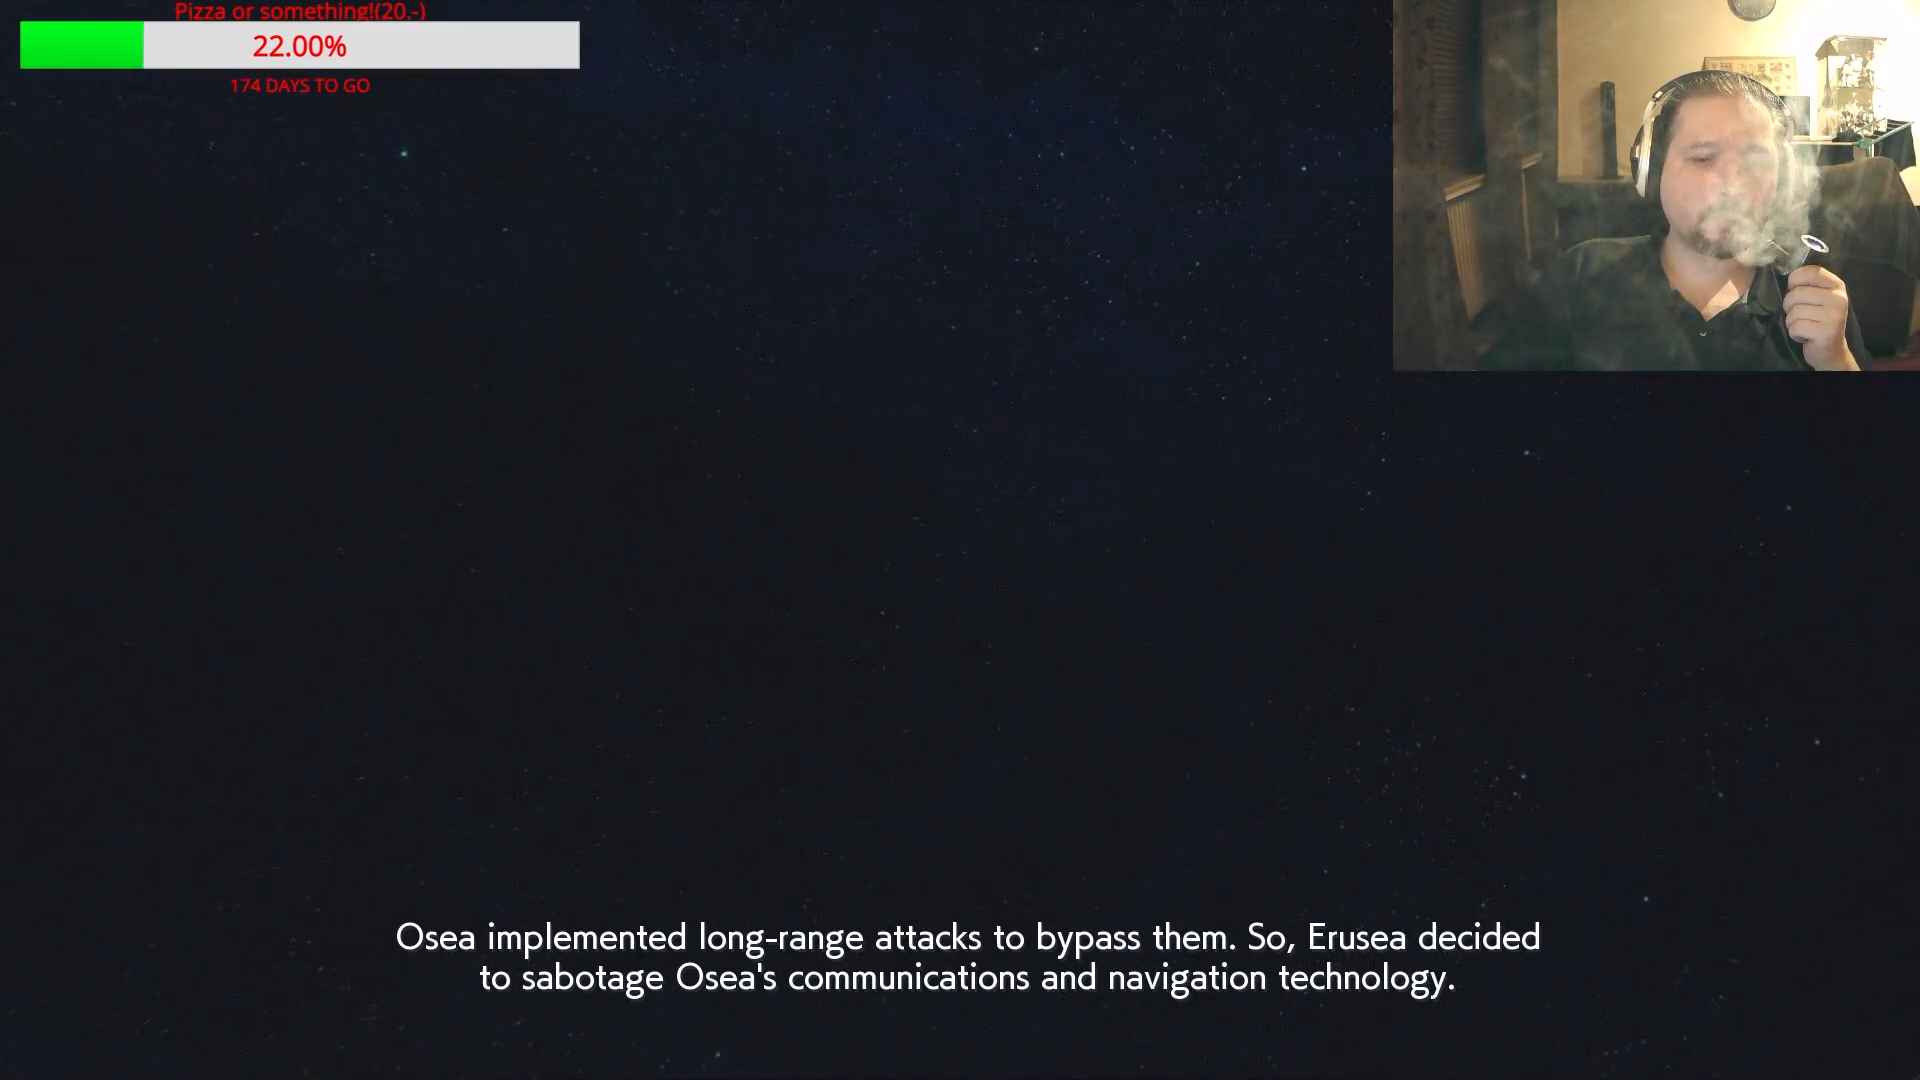 Pizza or something!(20.-)
22.00%
174 DAYS TO GO
Osea implemented long-range attacks to bypass them. So, Erusea decided
to sabotage Osea's communications and navigation technology.